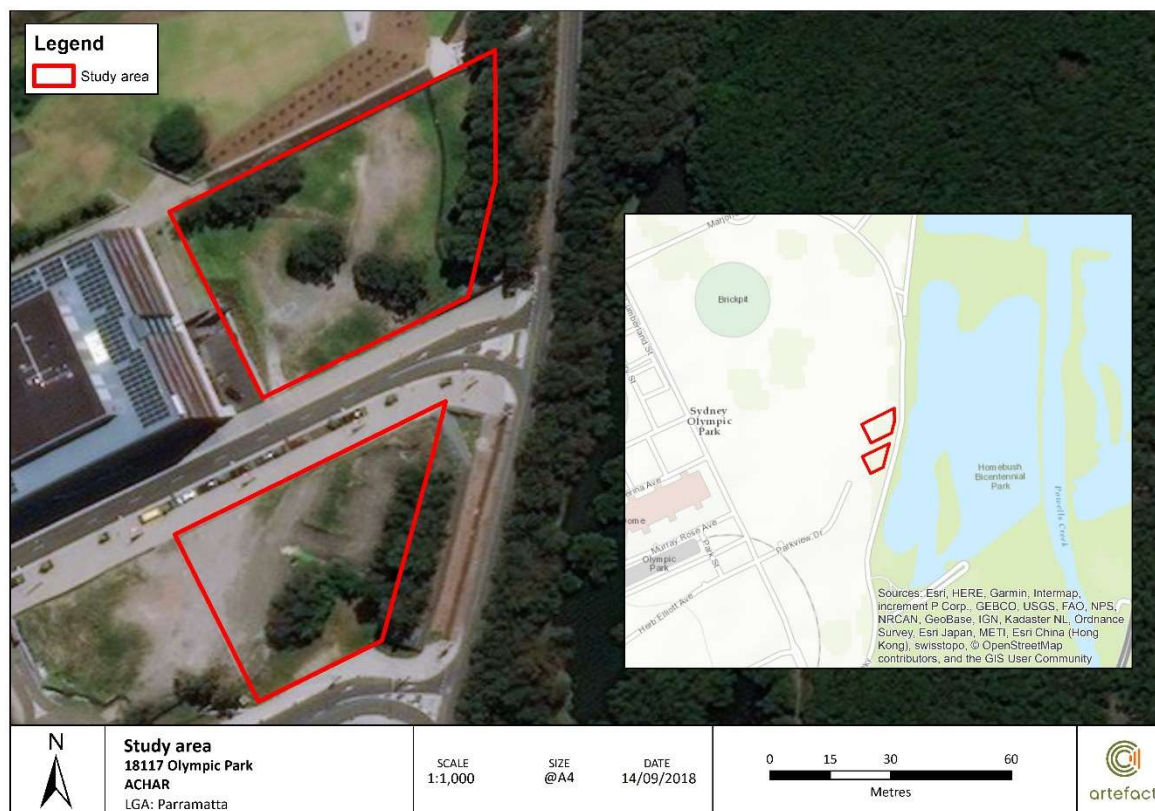 Legend
Study area
Marjorie
Brickpit
Sydney
Olympic
Park
Homebush
Bicentennial
Park
Powells Creek
Murray Rose Ave
Olympic
Park
Park St
Parkview Dr
Herb Elliott Ave
Sources: Esri, HERE, Garmin, Intermap,
increment P Corp., GEBCO, USGS, FAO, NPS,
NRCAN, GeoBase, IGN, Kadaster NL, Ordnance
Survey, Esri Japan, METI, Esri China (Hong
Kong), swisstopo, © OpenStreetMap
contributors, and the GIS User Community
N
Study area
18117 Olympic Park
ACHAR
LGA: Parramatta
SCALE
1:1,000
SIZE
@A4
DATE
14/09/2018
0 15 30 60
Metres
artefact